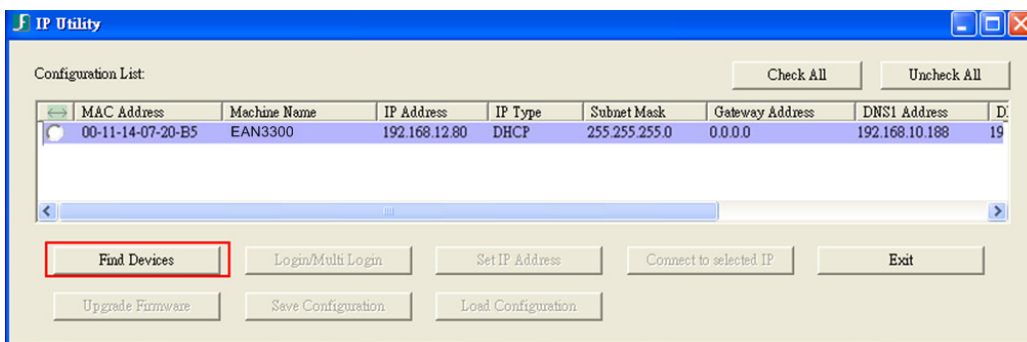 IP Utility
Configuration List:
Check All
Uncheck All
MAC Address Machine Name IP Address IP Type Subnet Mask Gateway Address DNS1 Address D
00-11-14-07-20-B5 EAN3300 192.168.12.80 DHCP 255.255.255.0 0.0.0.0 192.168.10.188 19
Find Devices Login/Multi Login Set IP Address Connect to selected IP Exit
Upgrade Firmware Save Configuration Load Configuration